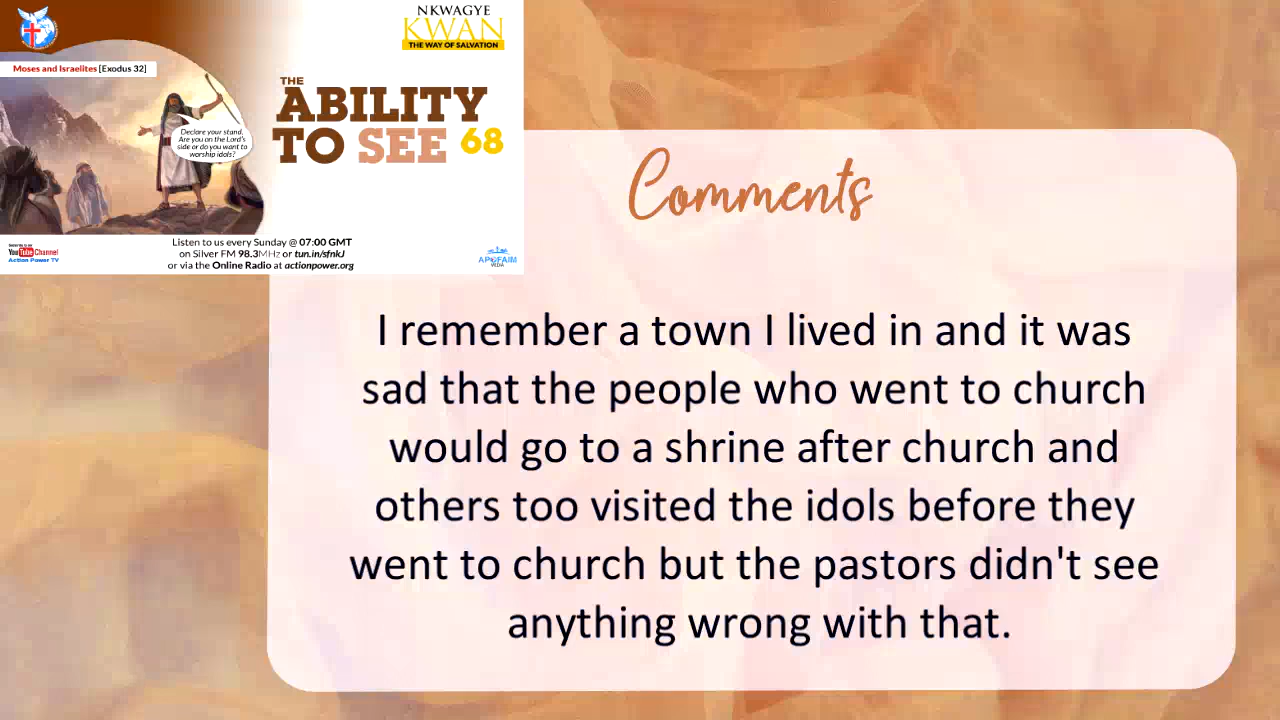 NKWAGYE
KWAN
THE WAY OF SALVATION
Moses and Israelites [Exodus 32]
THE
ABILITY
TO SEE 68
Declare your stand.
Are you on the Lord's
side or do you want to
worship idols?
Listen to us every Sunday @ 07:00 GMT
on Silver FM 98.3MHz or tun.in/sfnkJ
or via the Online Radio at actionpower.org
YouTube Channel
Action Power TV
APOFAIM
Comments
I remember a town I lived in and it was
sad that the people who went to church
would go to a shrine after church and
others too visited the idols before they
went to church but the pastors didn't see
anything wrong with that.